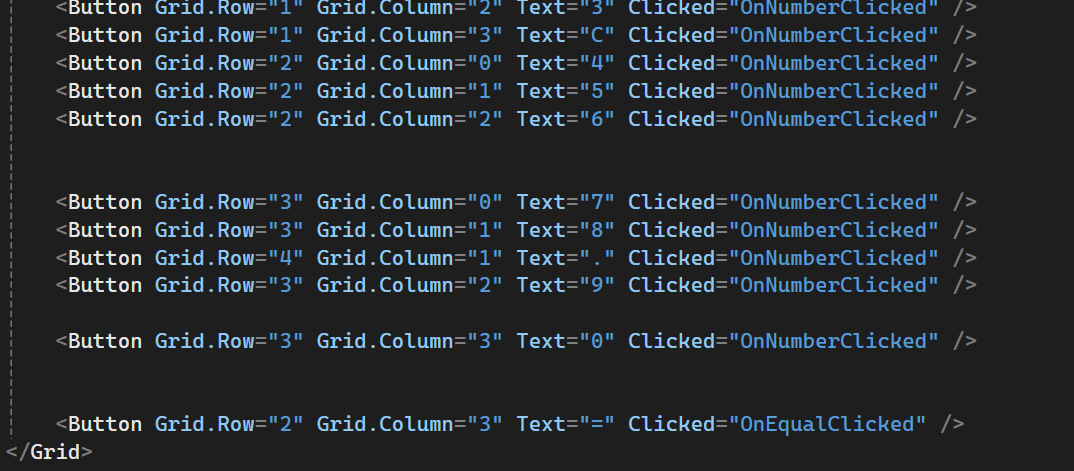 <Button Grid.Row="1" Grid.Column="2" Text="3" Clicked="OnNumberClicked" />
<Button Grid.Row="1" Grid.Column="3" Text="C" Clicked="OnNumberClicked" />
<Button Grid.Row="2" Grid.Column="0" Text="4" Clicked="OnNumberClicked" />
<Button Grid.Row="2" Grid.Column="1" Text="5" Clicked="OnNumberClicked" />
<Button Grid.Row="2" Grid.Column="2" Text="6" Clicked="OnNumberClicked" />
<Button Grid.Row="3" Grid.Column="0" Text="7" Clicked="OnNumberClicked" />
<Button Grid.Row="3" Grid.Column="1" Text="8" Clicked="OnNumberClicked" />
<Button Grid.Row="4" Grid.Column="1" Text="." Clicked="OnNumberClicked" />
<Button Grid.Row="3" Grid.Column="2" Text="9" Clicked="OnNumberClicked" />
<Button Grid.Row="3" Grid.Column="3" Text="0" Clicked="OnNumberClicked" />
<Button Grid.Row="2" Grid.Column="3" Text="=" Clicked="OnEqualClicked" />
</Grid>